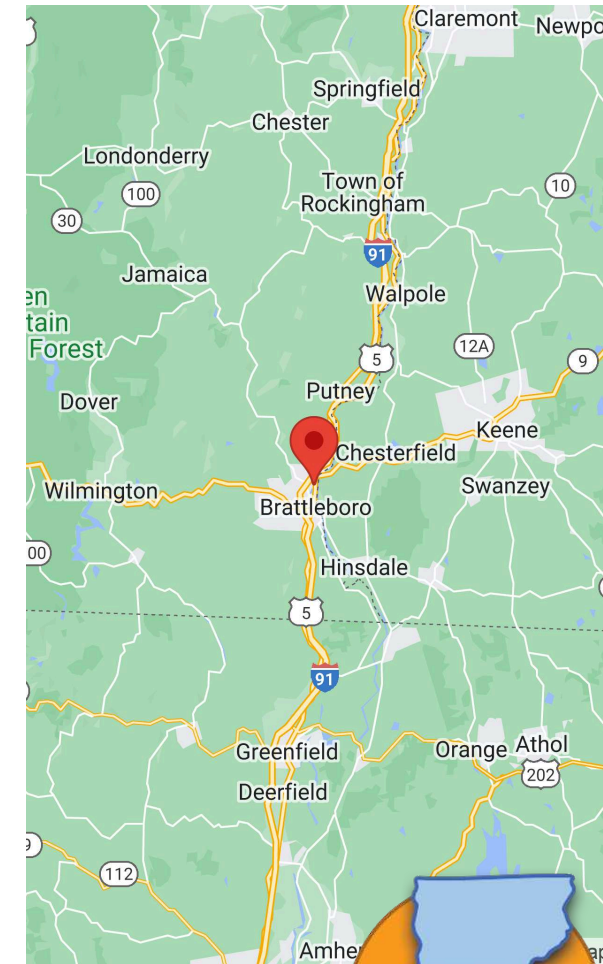 Claremont
Newpo
Springfield
Chester
Londonderry
100
Town of
Rockingham
10
30
91
Jamaica
en
tain
Forest
Walpole
5
12A
9
Putney
Dover
Keene
Chesterfield
Wilmington
Swanzey
Brattleboro
00
Hinsdale
5
91
Greenfield
Orange
Athol
202
Deerfield
9
112
Amher
ap